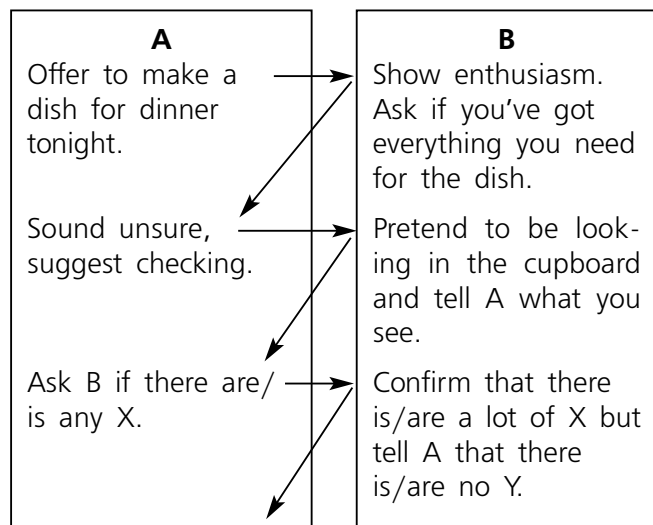 A
Offer to make a
dish for dinner
tonight.
B
Show enthusiasm.
Ask if you've got
everything you need
for the dish.
Sound unsure,
suggest checking.
Pretend to be look-
ing in the cupboard
and tell A what you
see.
Ask B if there are/
is any X.
Confirm that there
is/are a lot of X but
tell A that there
is/are no Y.